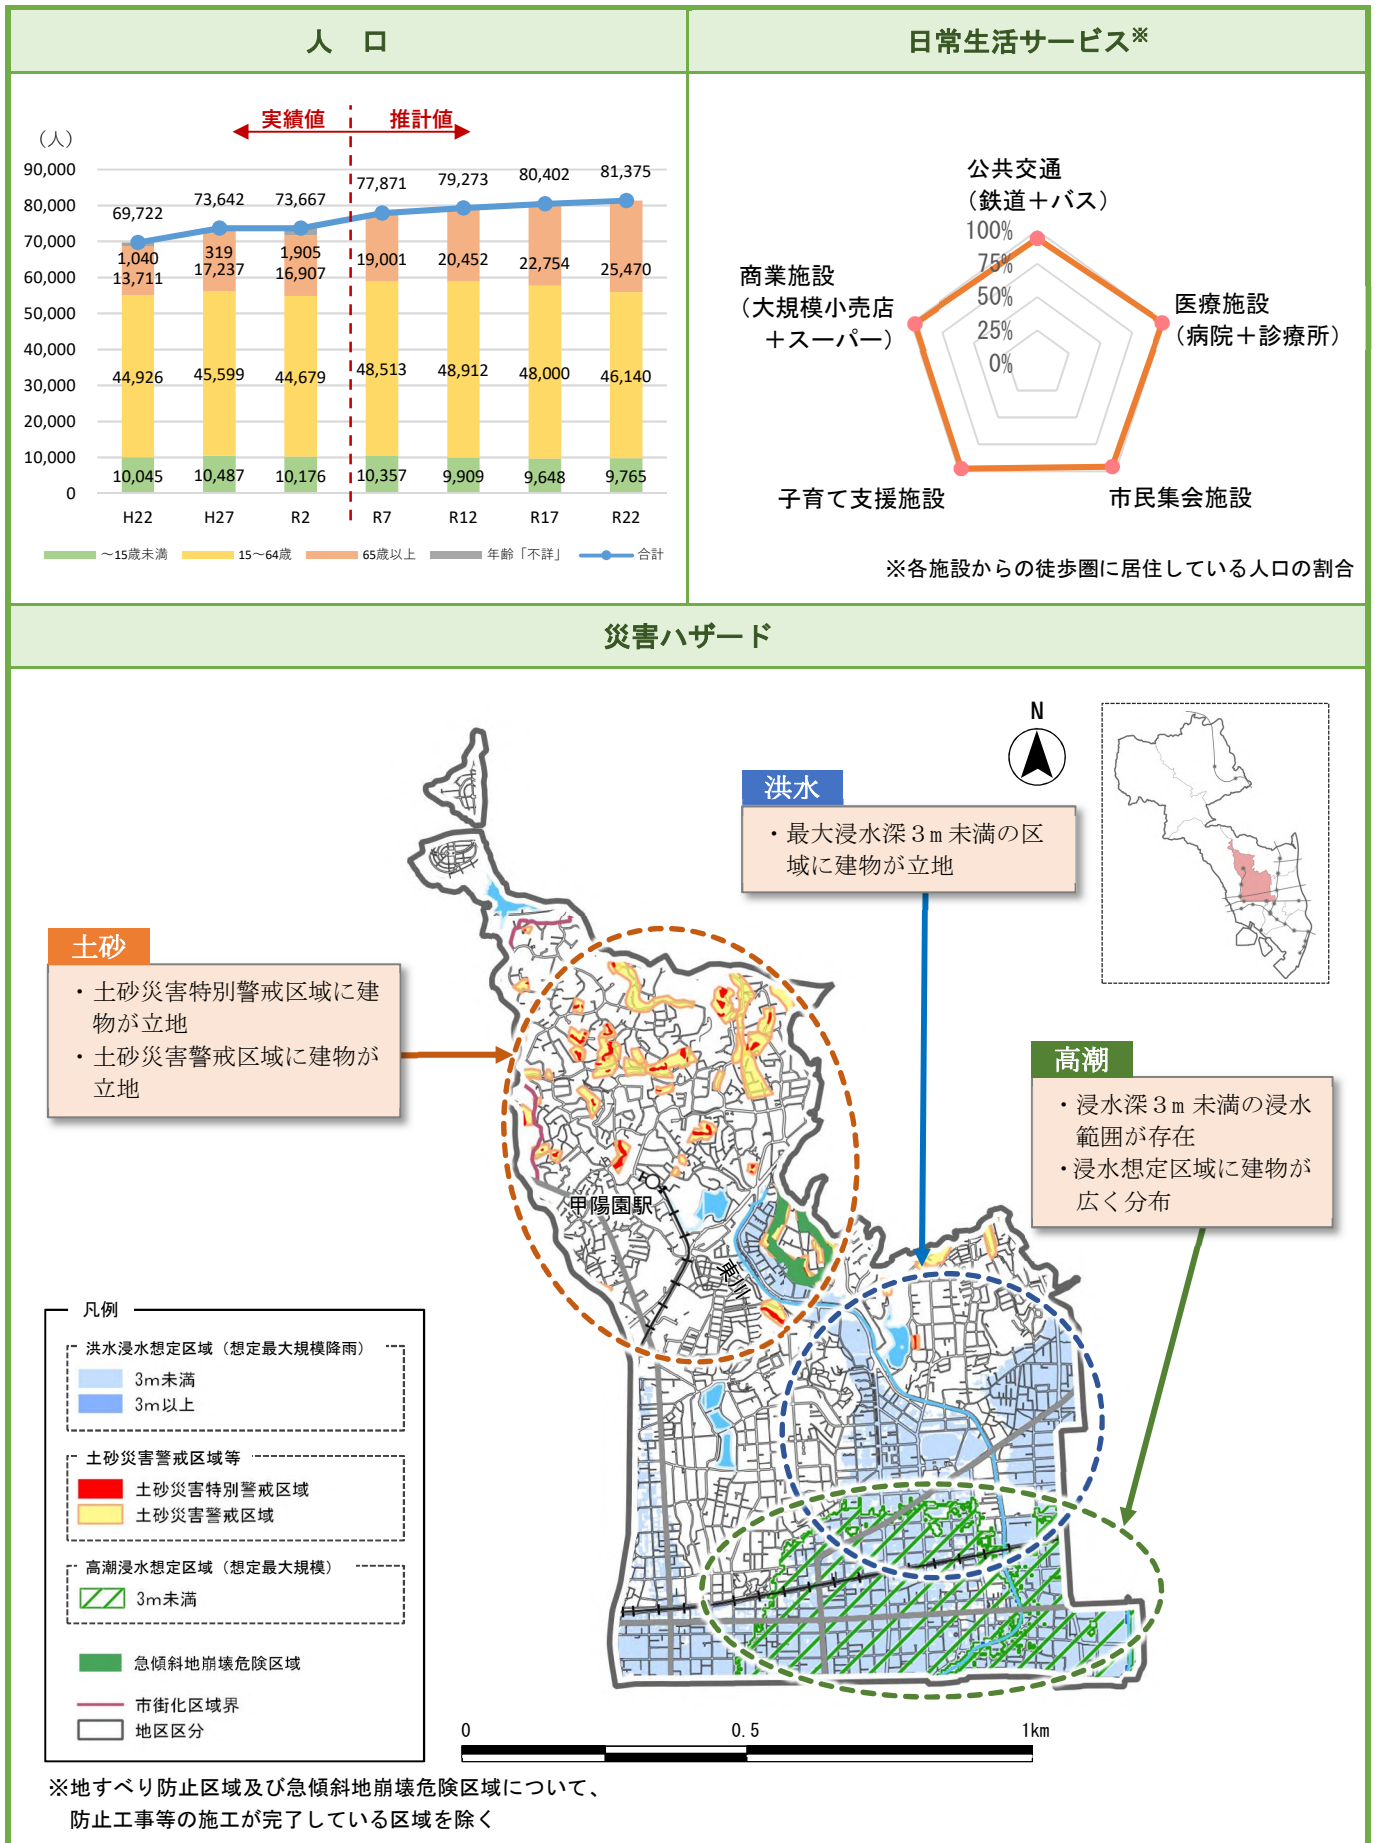 人　口
日常生活サービス※
実績値
推計値
（人）
90,000
80,000
70,000
60,000
50,000
40,000
30,000
20,000
10,000
0
69,722
73,642
73,667
77,871
79,273
80,402
81,375
1,040
319
1,905
13,711
17,237
16,907
19,001
20,452
22,754
25,470
44,926
45,599
44,679
48,513
48,912
48,000
46,140
10,045
10,487
10,176
10,357
9,909
9,648
9,765
H22
H27
R2
R7
R12
R17
R22
～15歳未満
15～64歳
65歳以上
年齢「不詳」
合計
公共交通
（鉄道＋バス）
100%
75%
50%
25%
0%
商業施設
（大規模小売店
＋スーパー）
医療施設
（病院＋診療所）
子育て支援施設
市民集会施設
※各施設からの徒歩圏に居住している人口の割合
災害ハザード
N
洪水
・最大浸水深３m 未満の区
域に建物が立地
土砂
・土砂災害特別警戒区域に建
物が立地
・土砂災害警戒区域に建物が
立地
高潮
・浸水深３m 未満の浸水
範囲が存在
・浸水想定区域に建物が
広く分布
甲陽園駅
東川
凡例
洪水浸水想定区域（想定最大規模降雨）
3m未満
3m以上
土砂災害警戒区域等
土砂災害特別警戒区域
土砂災害警戒区域
高潮浸水想定区域（想定最大規模）
3m未満
急傾斜地崩壊危険区域
市街化区域界
地区区分
0
0.5
1km
※地すべり防止区域及び急傾斜地崩壊危険区域について、
防止工事等の施工が完了している区域を除く